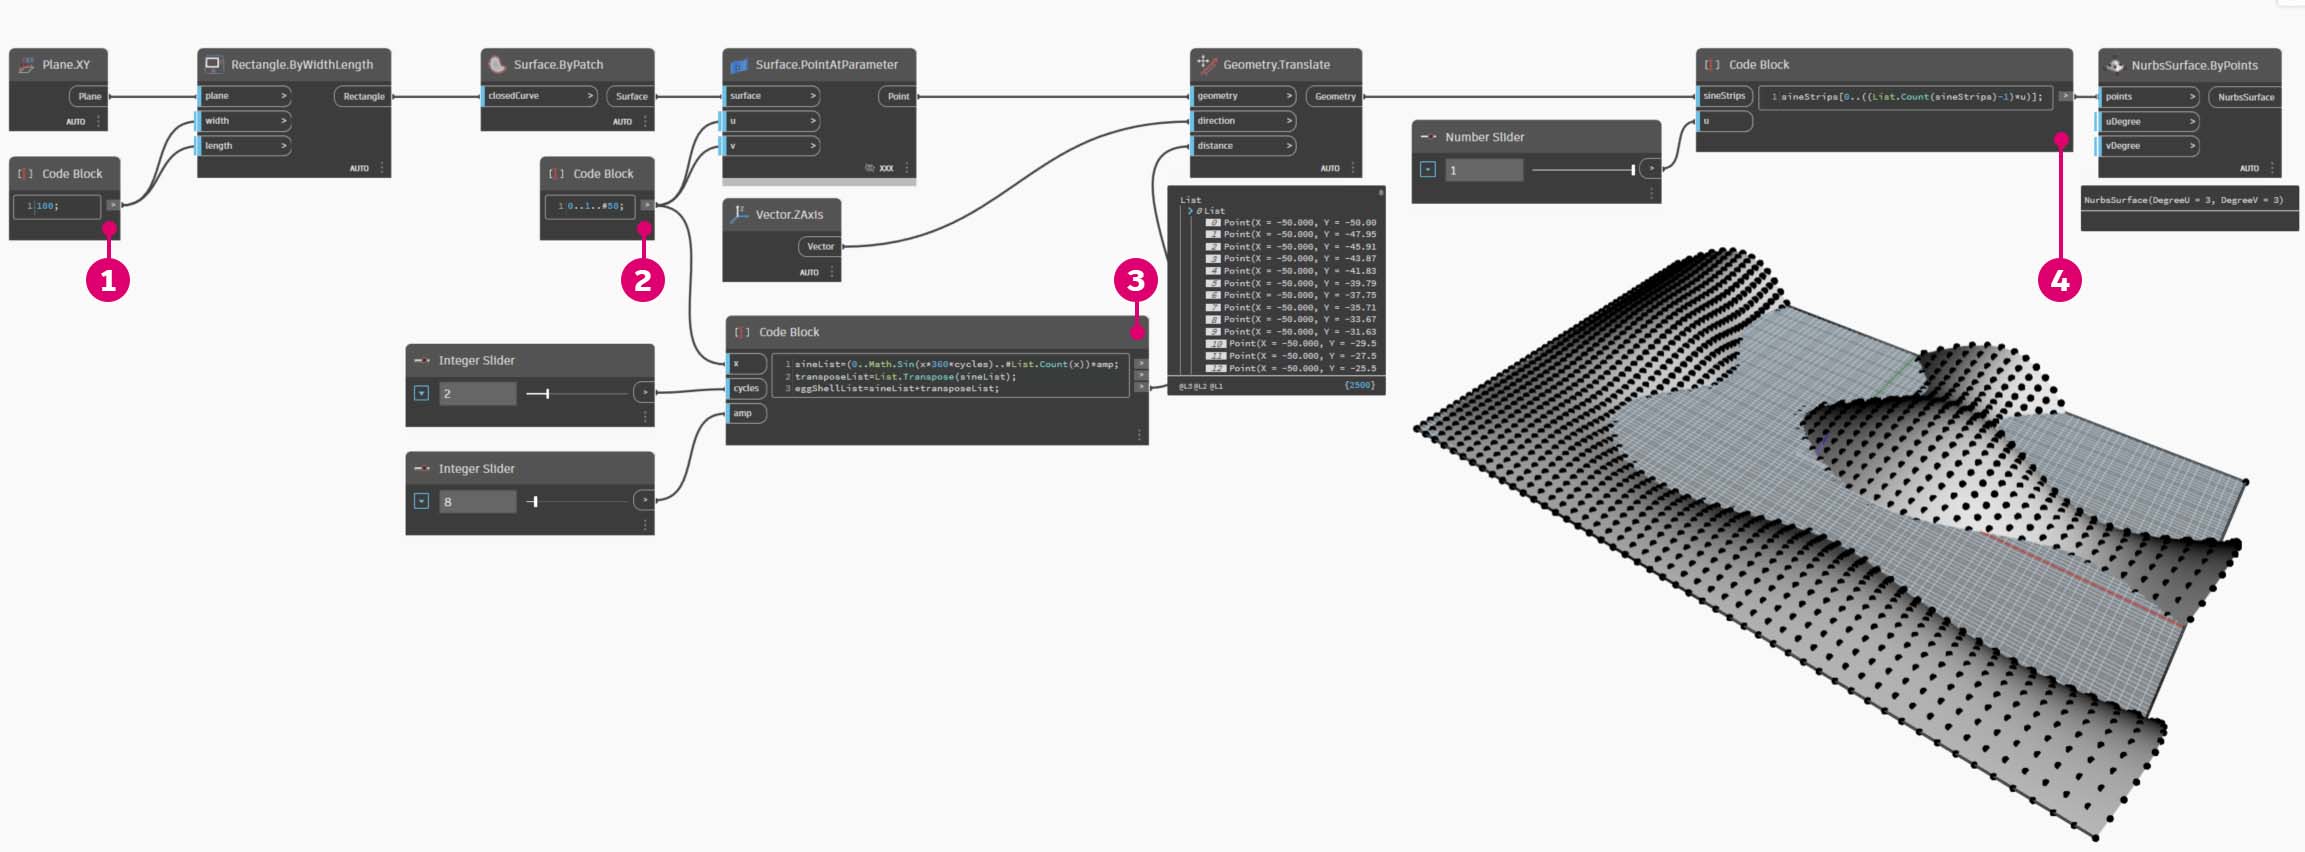 Plane.XY
Plane
AUTO
Code Block
1 100;
>
1
Rectangle.ByWidthLength
plane >
Rectangle
width >
length >
AUTO
Surface.ByPatch
closedCurve >
Surface
AUTO
Code Block
1 0..1..#50;
>
2
Surface.PointAtParameter
surface >
Point
u >
v >
XXX
Vector.ZAxis
Vector
AUTO
Integer Slider
2
>
Integer Slider
8
>
Code Block
x
cycles
amp
1 sineList=(0..Math.Sin(x*360*cycles)..#List.Count(x))*amp;
2 transposeList=List.Transpose(sineList);
3 eggShellList=sineList+transposeList;
>
>
>
3
Geometry.Translate
geometry >
Geometry
direction >
distance >
AUTO
List
0 List
0 Point(X = -50.000, Y = -50.00
1 Point(X = -50.000, Y = -47.95
2 Point(X = -50.000, Y = -45.91
3 Point(X = -50.000, Y = -43.87
4 Point(X = -50.000, Y = -41.83
5 Point(X = -50.000, Y = -39.79
6 Point(X = -50.000, Y = -37.75
7 Point(X = -50.000, Y = -35.71
8 Point(X = -50.000, Y = -33.67
9 Point(X = -50.000, Y = -31.63
10 Point(X = -50.000, Y = -29.5
11 Point(X = -50.000, Y = -27.5
12 Point(X = -50.000, Y = -25.5
@L3 @L2 @L1
{2500}
Number Slider
1
>
Code Block
sineStrips
u
1 sineStrips[0..((List.Count(sineStrips)-1)*u)];
>
4
NurbsSurface.ByPoints
points >
NurbsSurface
uDegree >
vDegree >
AUTO
NurbsSurface(DegreeU = 3, DegreeV = 3)